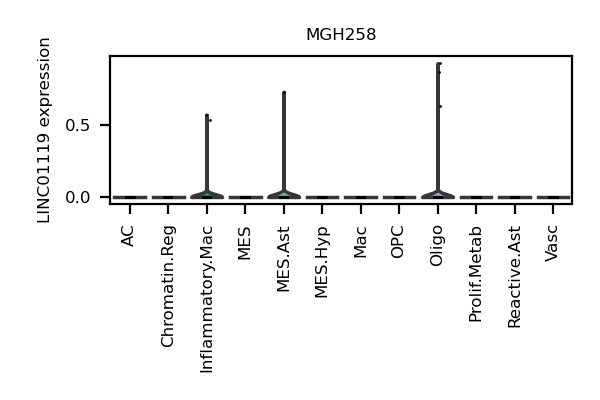 MGH258
LINC01119 expression
0.5
0.0
AC
Chromatin.Reg
Inflammatory.Mac
MES
MES.Ast
MES.Hyp
Mac
OPC
Oligo
Prolif.Metab
Reactive.Ast
Vasc